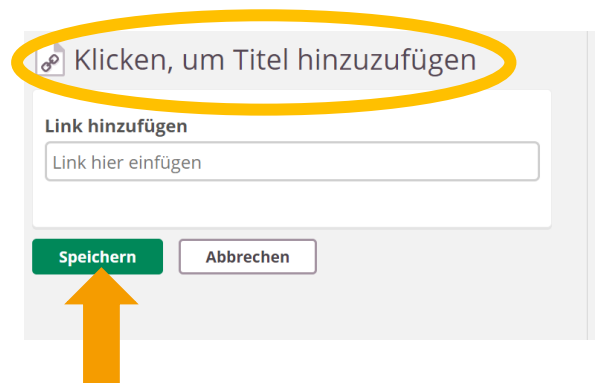 Klicken, um Titel hinzuzufügen
Link hinzufügen
Link hier einfügen
Speichern Abbrechen